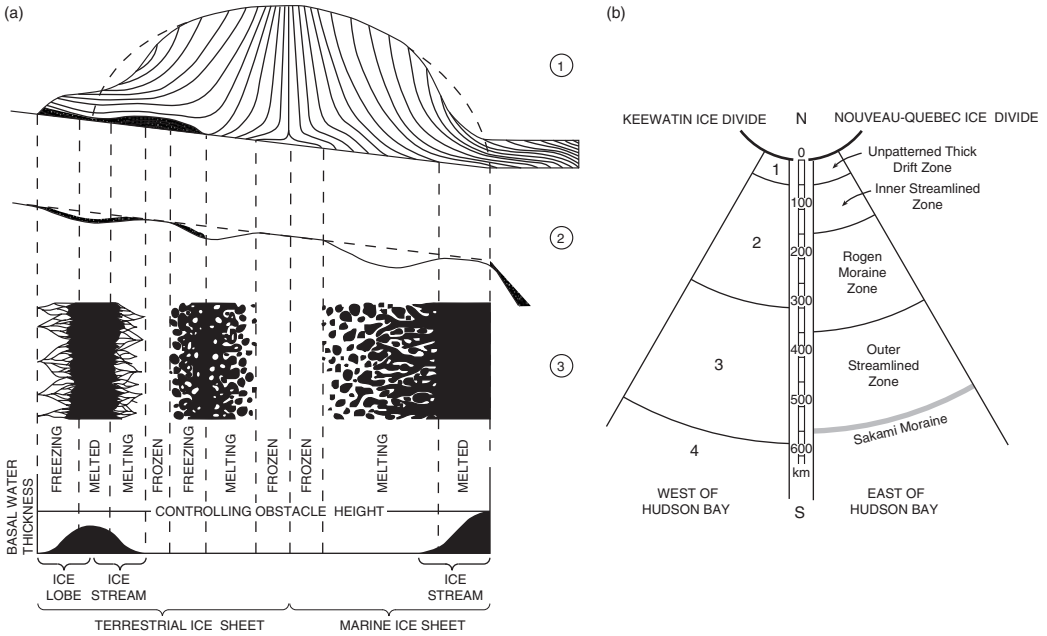 (a)
1
2
3
FREEZING
MELTED
MELTING
FROZEN
FREEZING
MELTING
FROZEN
FROZEN
MELTING
MELTED
BASAL WATER
THICKNESS
CONTROLLING OBSTACLE HEIGHT
ICE
LOBE
ICE
STREAM
ICE
STREAM
TERRESTRIAL ICE SHEET
MARINE ICE SHEET
(b)
KEEWATIN ICE DIVIDE
N
NOUVEAU-QUEBEC ICE DIVIDE
0
100
200
300
400
500
600
km
S
1
2
3
4
Unpatterned Thick
Drift Zone
Inner Streamlined
Zone
Rogen
Moraine
Zone
Outer
Streamlined
Zone
Sakami Moraine
WEST OF
HUDSON BAY
EAST OF
HUDSON BAY